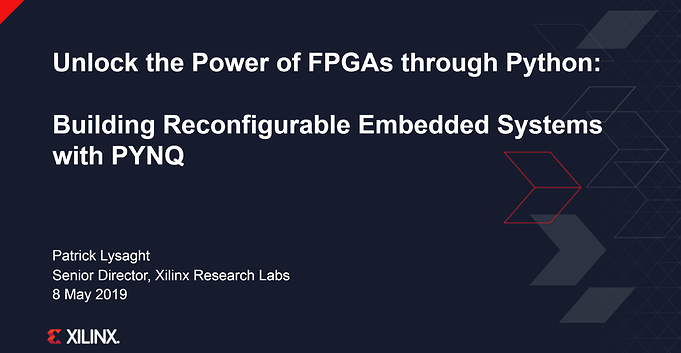 Unlock the Power of FPGAs through Python:
Building Reconfigurable Embedded Systems
with PYNQ
Patrick Lysaght
Senior Director, Xilinx Research Labs
8 May 2019
XILINX.